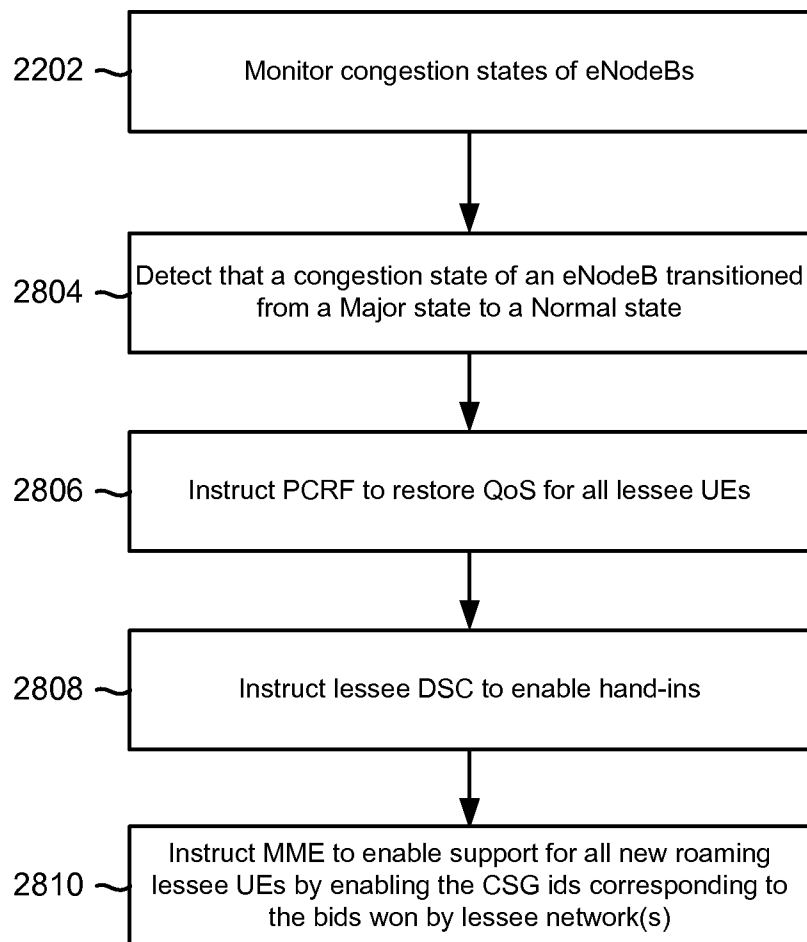 2202
Monitor congestion states of eNodeBs
2804
Detect that a congestion state of an eNodeB transitioned
from a Major state to a Normal state
2806
Instruct PCRF to restore QoS for all lessee UEs
2808
Instruct lessee DSC to enable hand-ins
2810
Instruct MME to enable support for all new roaming
lessee UEs by enabling the CSG ids corresponding to
the bids won by lessee network(s)